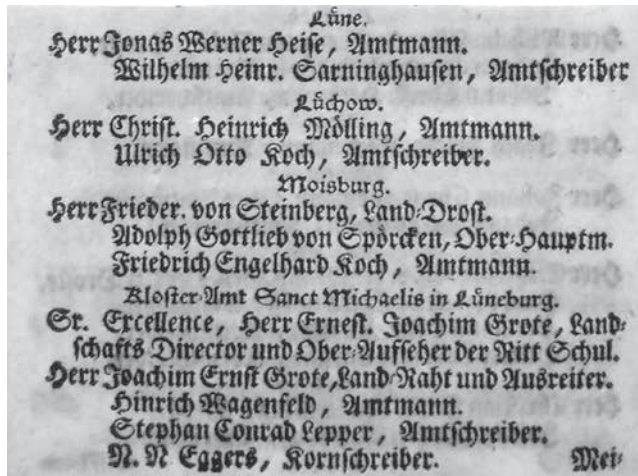 Lüne.
Herr Jonas Werner Heise, Amtmann.
Wilhelm Heinr. Sarninghausen, Amtschreiber
Lüchow.
Herr Christ. Heinrich Mölling, Amtmann.
Ulrich Otto Koch, Amtschreiber.
Moisburg.
Herr Frieder. von Steinberg, Land-Drost.
Adolph Gottlieb von Spörcken, Ober-Hauptm.
Friedrich Engelhard Koch, Amtmann.
Kloster-Amt Sanct Michaelis in Lüneburg.
Sr. Excellence, Herr Ernest. Joachim Grote, Land-
schafts Director und Ober-Aufseher der Ritt Schul.
Herr Joachim Ernst Grote, Land-Raht und Ausreiter.
Hinrich Wagenfeld, Amtmann.
Stephan Conrad Lepper, Amtschreiber.
N. N Eggers, Kornschreiber. Mei-